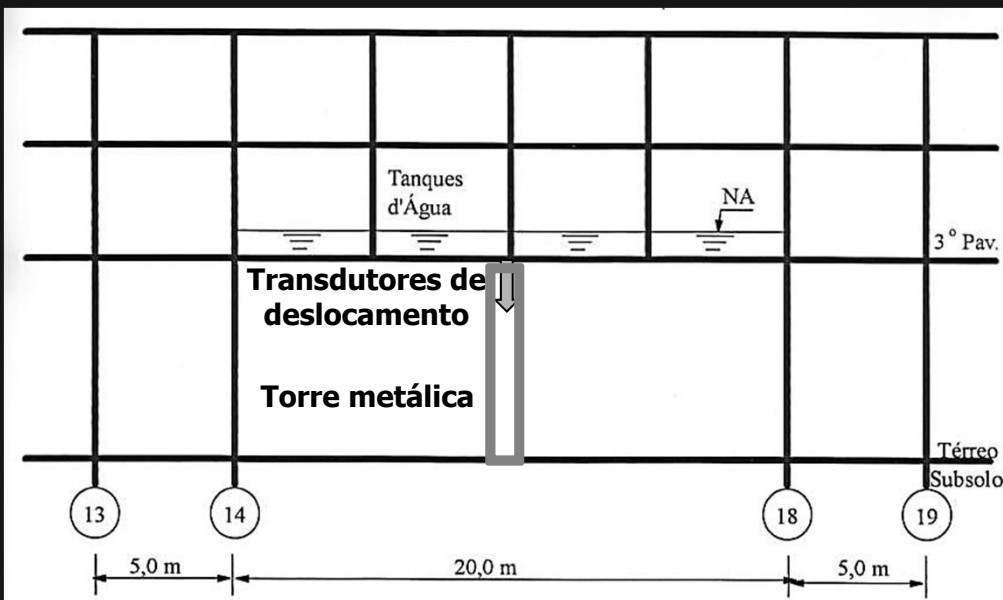 Tanques
d'Água
NA
3° Pav.
Transdutores de
deslocamento
Torre metálica
Térreo
Subsolo
13
14
18
19
5,0 m
20,0 m
5,0 m